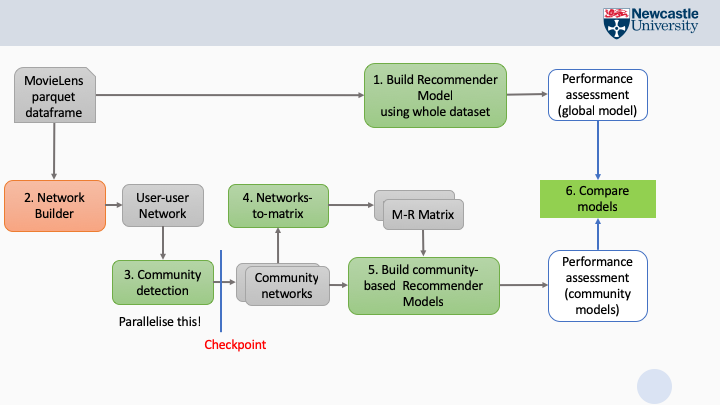 Newcastle
University
MovieLens
parquet
dataframe
1. Build Recommender
Model
using whole dataset
Performance
assessment
(global model)
2. Network
Builder
User-user
Network
4. Networks-
to-matrix
M-R Matrix
6. Compare
models
3. Community
detection
Community
networks
5. Build community-
based Recommender
Models
Performance
assessment
(community
models)
Parallelise this!
Checkpoint